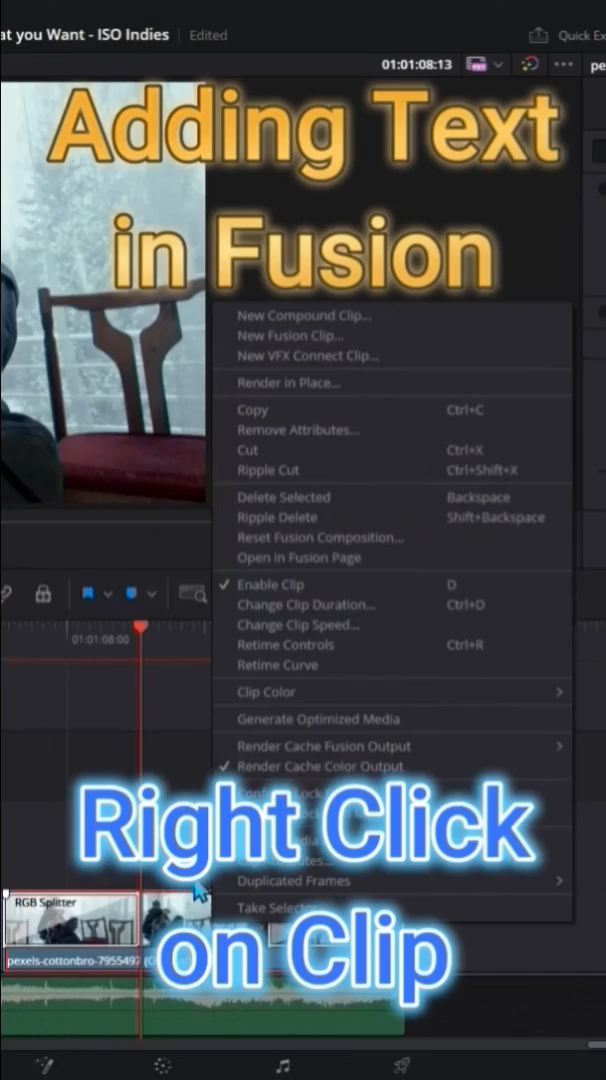 at you Want - ISO Indies
Edited
Quick Ex
01:01:08:13
pe
Adding Text
in Fusion
New Compound Clip...
New Fusion Clip...
New VFX Connect Clip...
Render in Place...
Copy Ctrl+C
Remove Attributes...
Cut Ctrl+X
Ripple Cut Ctrl+Shift+X
Delete Selected Backspace
Ripple Delete Shift+Backspace
Reset Fusion Composition...
Open in Fusion Page
Enable Clip D
Change Clip Duration... Ctrl+D
Change Clip Speed...
Retime Controls Ctrl+R
Retime Curve
01:01:08:00
Clip Color
Generate Optimized Media
Render Cache Fusion Output
Render Cache Color Output
Right Click
Duplicated Frames
RGB Splitter
Take Selector
on Clip
pexels-cottonbro-7955497